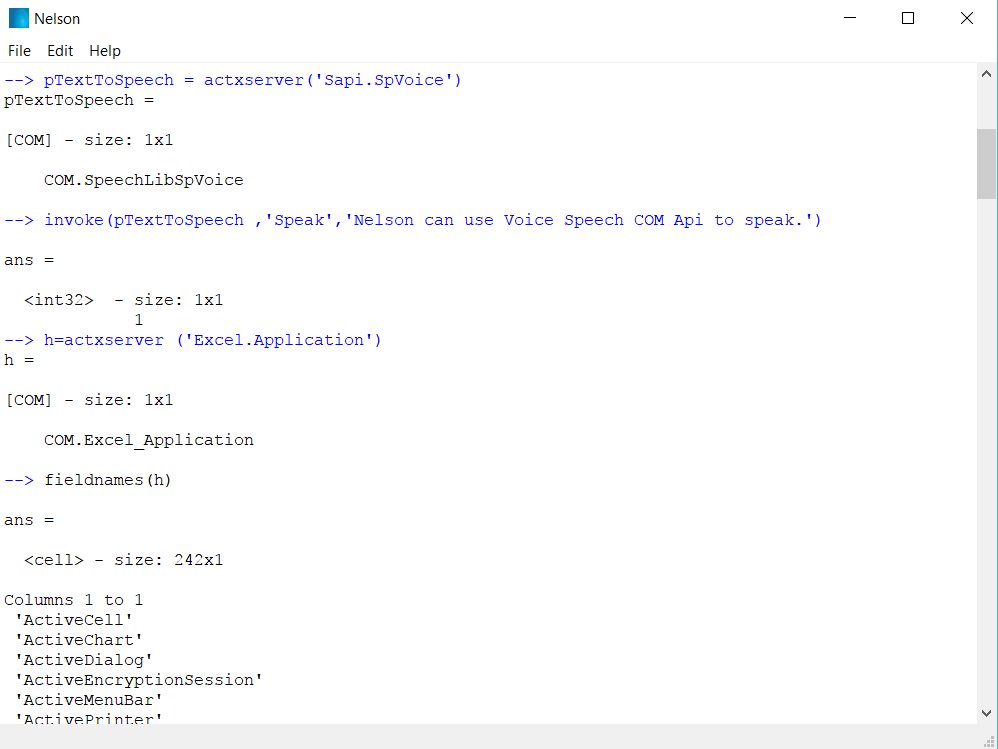 Nelson
File Edit Help
--> pTextToSpeech = actxserver('Sapi.SpVoice')
pTextToSpeech =
[COM] - size: 1x1
COM.SpeechLibSpVoice
--> invoke(pTextToSpeech ,'Speak','Nelson can use Voice Speech COM Api to speak.')
ans =
<int32>  - size: 1x1
1
--> h=actxserver ('Excel.Application')
h =
[COM] - size: 1x1
COM.Excel_Application
--> fieldnames(h)
ans =
<cell> - size: 242x1
Columns 1 to 1
'ActiveCell'
'ActiveChart'
'ActiveDialog'
'ActiveEncryptionSession'
'ActiveMenuBar'
'ActivePrinter'